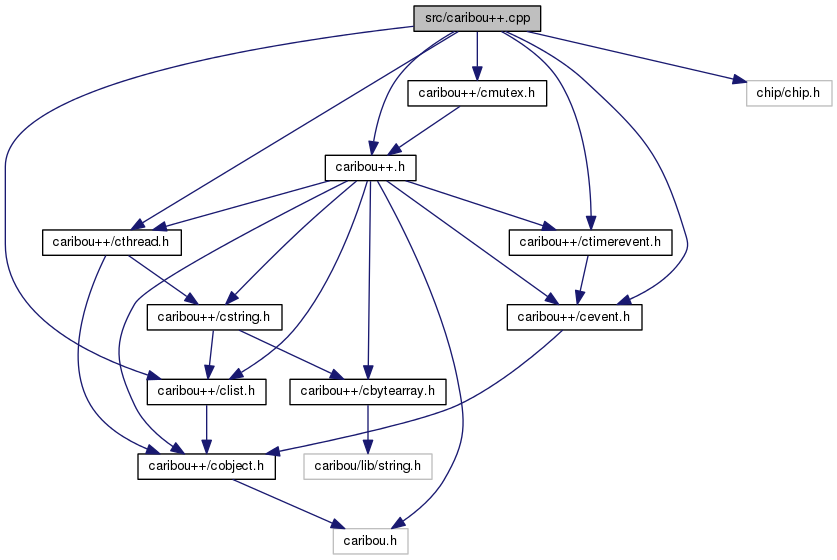 src/caribou++.cpp
caribou++/cmutex.h
chip/chip.h
caribou++.h
caribou++/cthread.h
caribou++/ctimerevent.h
caribou++/cstring.h
caribou++/cevent.h
caribou++/clist.h
caribou++/cbytearray.h
caribou++/cobject.h
caribou/lib/string.h
caribou.h